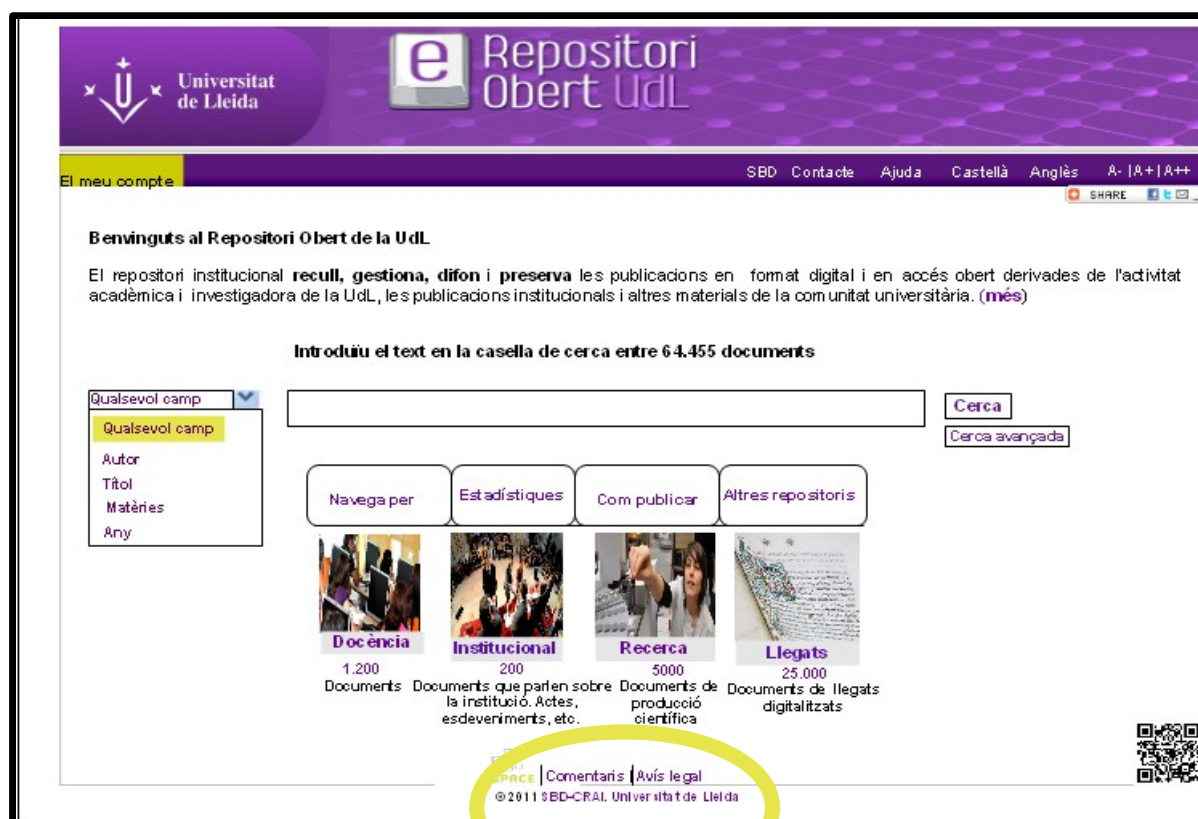 Universitat
de Lleida
e Repositori
Obert UdL
El meu compte
SBD Contacte Ajuda Castellà Anglès A- |A+|A++
SHARE
Benvinguts al Repositori Obert de la UdL
El repositori institucional recull, gestiona, difon i preserva les publicacions en format digital i en accés obert derivades de l'activitat
acadèmica i investigadora de la UdL, les publicacions institucionals i altres materials de la comunitat universitària. (més)
Introduïu el text en la casella de cerca entre 64.455 documents
Qualsevol camp
Cerca
Cerca avançada
Qualsevol camp
Autor
Títol
Matèries
Any
Navega per Estadístiques Com publicar Altres repositoris
Docència Institucional Recerca Llegats
1.200 200 5000 25.000
Documents
Documents que parlen sobre
la institució. Actes,
esdeveniments, etc.
Documents de
producció
científica
Documents de llegats
digitalitzats
SPACE |Comentaris |Avís legal
©2011 SBD-CRAI. Universitat de Lleida